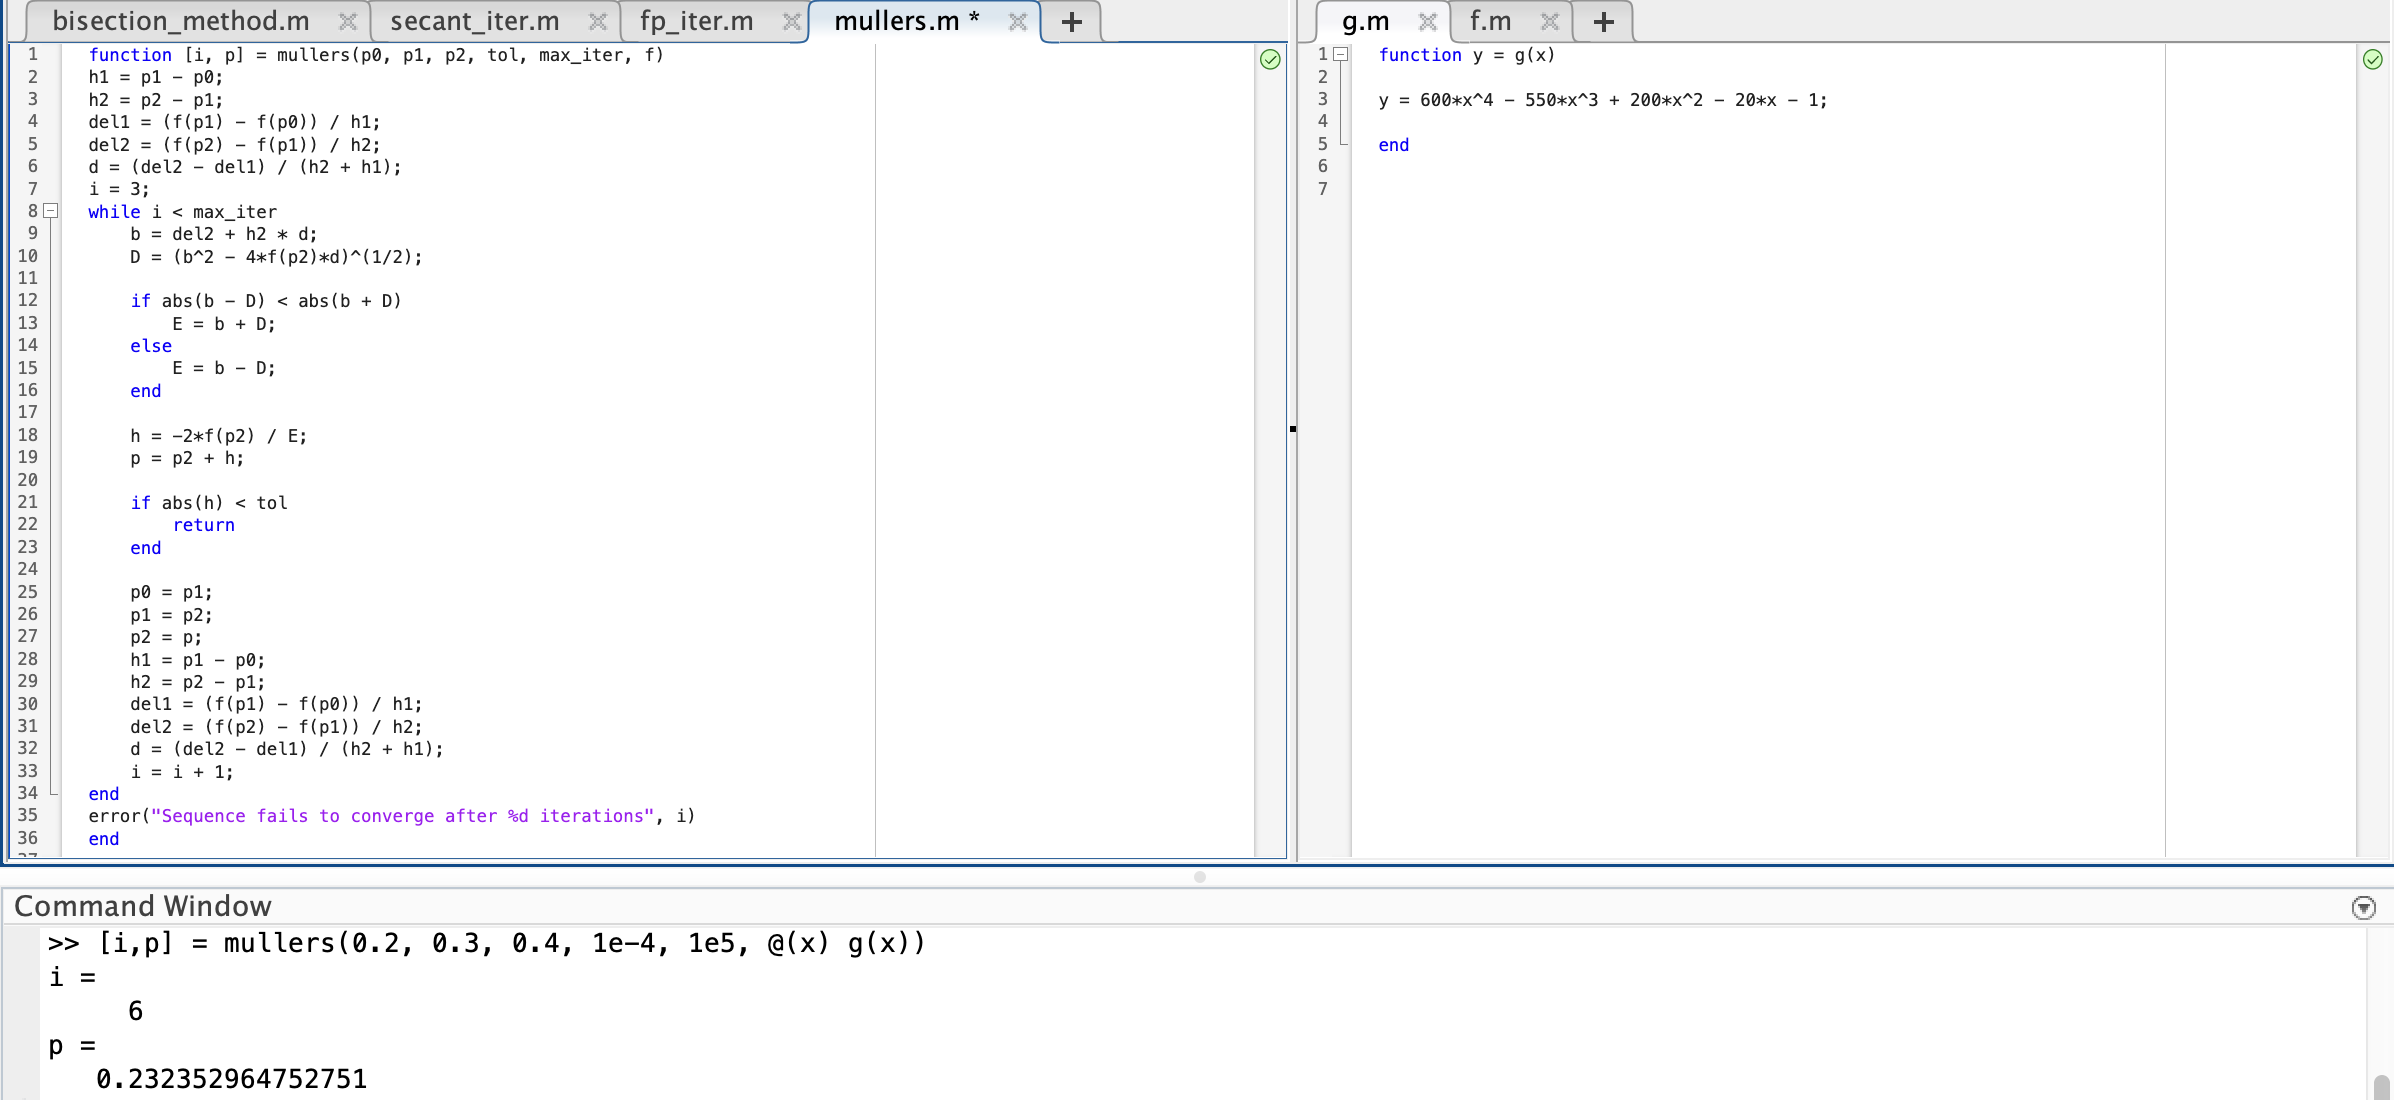 bisection_method.m secant_iter.m fp_iter.m mullers.m * +
1 function [i, p] = mullers(p0, p1, p2, tol, max_iter, f)
2 h1 = p1 - p0;
3 h2 = p2 - p1;
4 del1 = (f(p1) - f(p0)) / h1;
5 del2 = (f(p2) - f(p1)) / h2;
6 d = (del2 - del1) / (h2 + h1);
7 i = 3;
8 while i < max_iter
9 b = del2 + h2 * d;
10 D = (b^2 - 4*f(p2)*d)^(1/2);
11
12 if abs(b - D) < abs(b + D)
13 E = b + D;
14 else
15 E = b - D;
16 end
17
18 h = -2*f(p2) / E;
19 p = p2 + h;
20
21 if abs(h) < tol
22 return
23 end
24
25 p0 = p1;
26 p1 = p2;
27 p2 = p;
28 h1 = p1 - p0;
29 h2 = p2 - p1;
30 del1 = (f(p1) - f(p0)) / h1;
31 del2 = (f(p2) - f(p1)) / h2;
32 d = (del2 - del1) / (h2 + h1);
33 i = i + 1;
34 end
35 error("Sequence fails to converge after %d iterations", i)
36 end
g.m f.m +
1 function y = g(x)
2
3 y = 600*x^4 - 550*x^3 + 200*x^2 - 20*x - 1;
4
5 end
6
7
Command Window
>> [i,p] = mullers(0.2, 0.3, 0.4, 1e-4, 1e5, @(x) g(x))
i =
6
p =
0.232352964752751